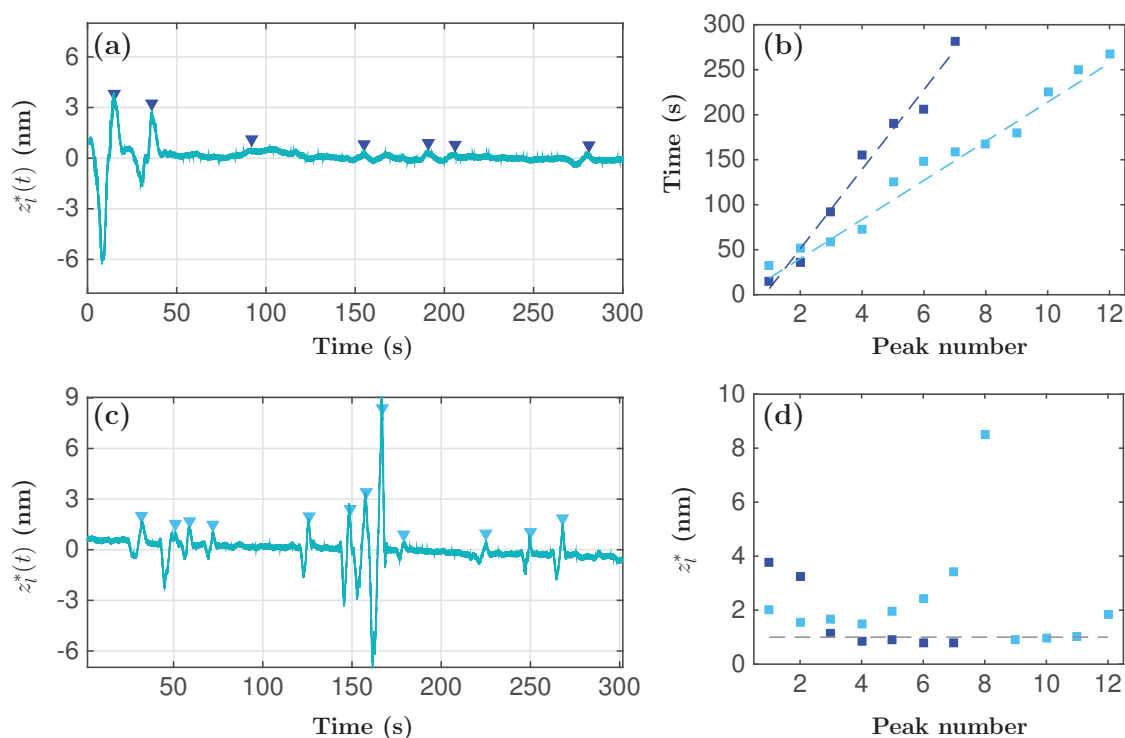 (a)
6
3
0
-3
-6
z_l^*(t) (nm)
0 50 100 150 200 250 300
Time (s)
(b)
300
250
200
150
100
50
0
Time (s)
2 4 6 8 10 12
Peak number
(c)
9
6
3
0
-3
-6
z_l^*(t) (nm)
50 100 150 200 250 300
Time (s)
(d)
10
8
6
4
2
0
z_l^* (nm)
2 4 6 8 10 12
Peak number